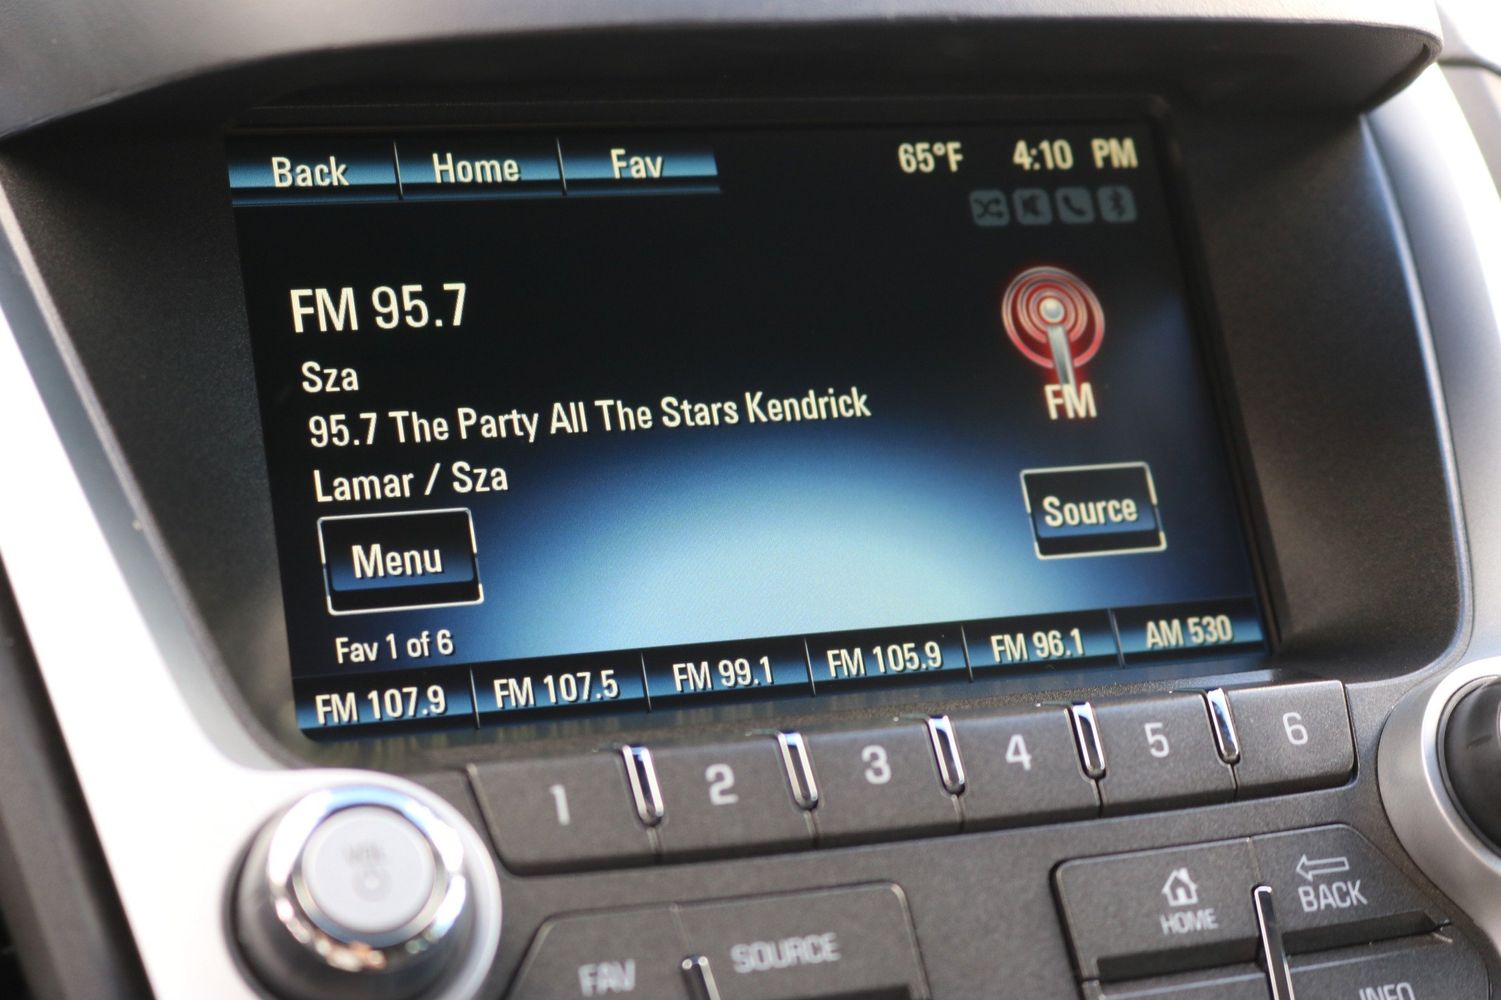 Back Home Fav 65°F 4:10 PM
FM 95.7
Sza
95.7 The Party All The Stars Kendrick
Lamar / Sza
FM
Menu
Source
Fav 1 of 6
FM 107.9 FM 107.5 FM 99.1 FM 105.9 FM 96.1 AM 530
1 2 3 4 5 6
HOME
BACK
FAV
SOURCE
INFO